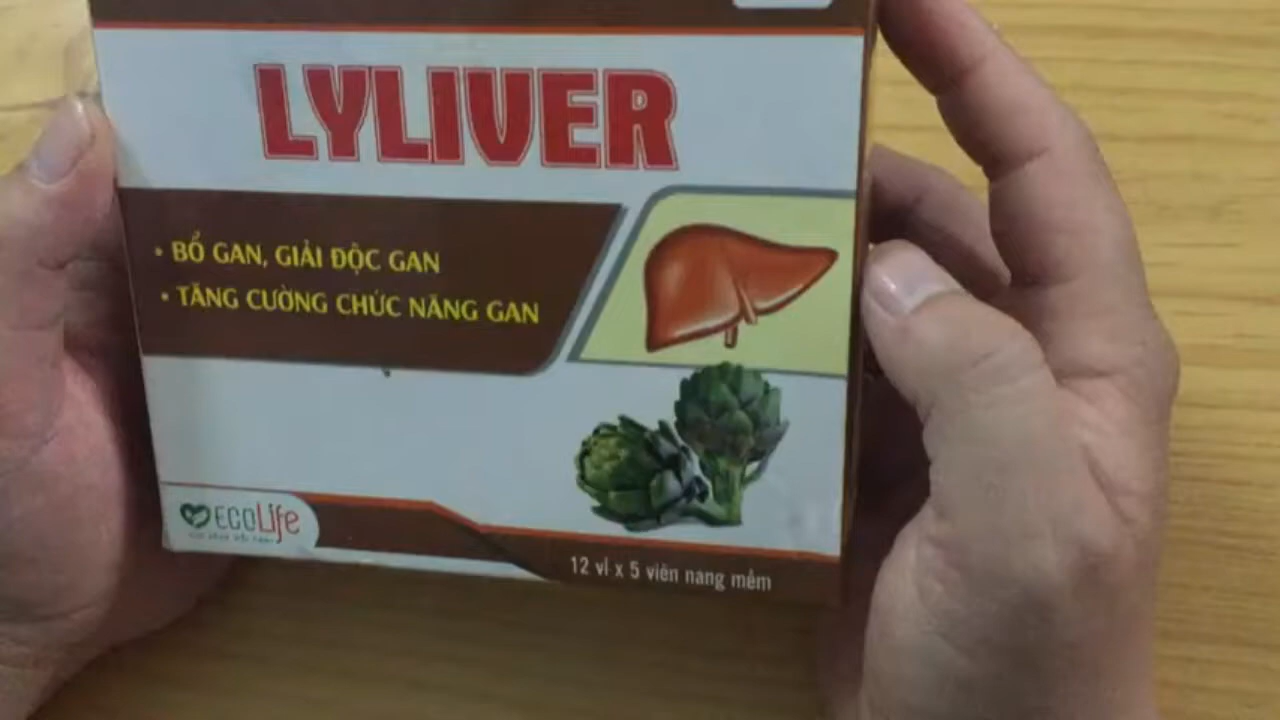 LYLIVER
• BỔ GAN, GIẢI ĐỘC GAN
• TĂNG CƯỜNG CHỨC NĂNG GAN
ECOLife
12 vỉ x 5 viên nang mềm